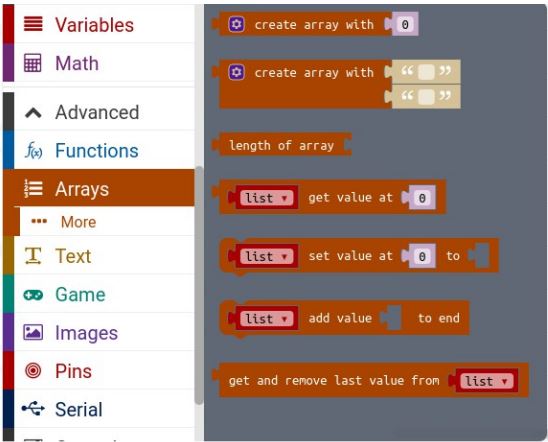 Variables
Math
Advanced
f(x) Functions
Arrays
More
Text
Game
Images
Pins
Serial
create array with 0
create array with “ ”
“ ”
length of array
list get value at 0
list set value at 0 to
list add value to end
get and remove last value from list